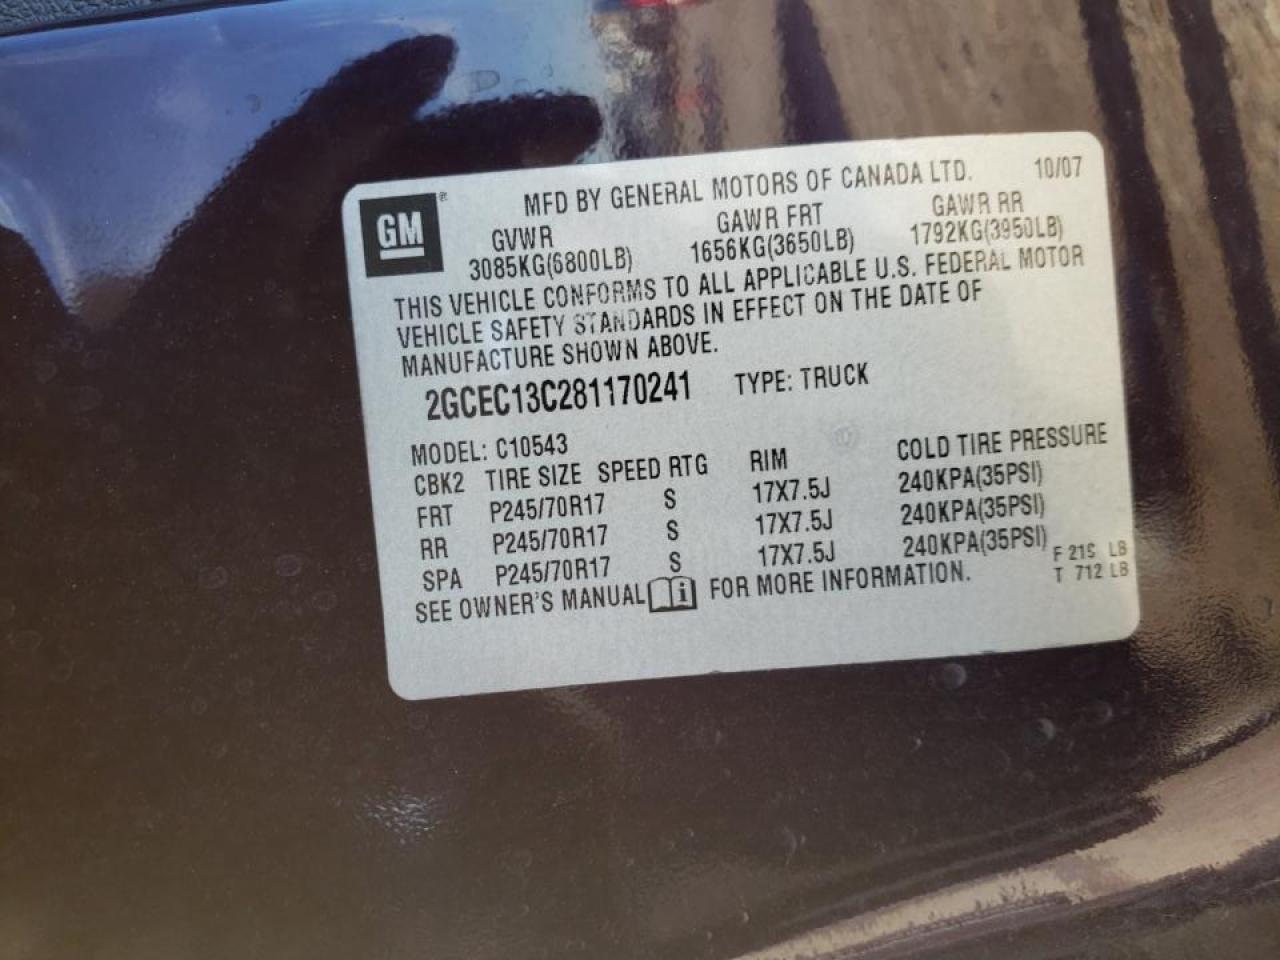 GM ®
MFD BY GENERAL MOTORS OF CANADA LTD. 10/07
GVWR GAWR FRT GAWR RR
3085KG(6800LB) 1656KG(3650LB) 1792KG(3950LB)
THIS VEHICLE CONFORMS TO ALL APPLICABLE U.S. FEDERAL MOTOR
VEHICLE SAFETY STANDARDS IN EFFECT ON THE DATE OF
MANUFACTURE SHOWN ABOVE.
2GCEC13C281170241 TYPE: TRUCK
MODEL: C10543
CBK2 TIRE SIZE SPEED RTG RIM COLD TIRE PRESSURE
FRT P245/70R17 S 17X7.5J 240KPA(35PSI)
RR P245/70R17 S 17X7.5J 240KPA(35PSI)
SPA P245/70R17 S 17X7.5J 240KPA(35PSI)
F LB
T 712 LB
SEE OWNER'S MANUAL i FOR MORE INFORMATION.